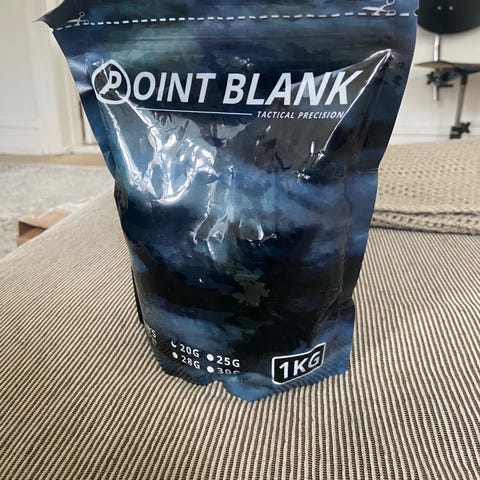 POINT BLANK
TACTICAL PRECISION
20G 25G
28G
1KG